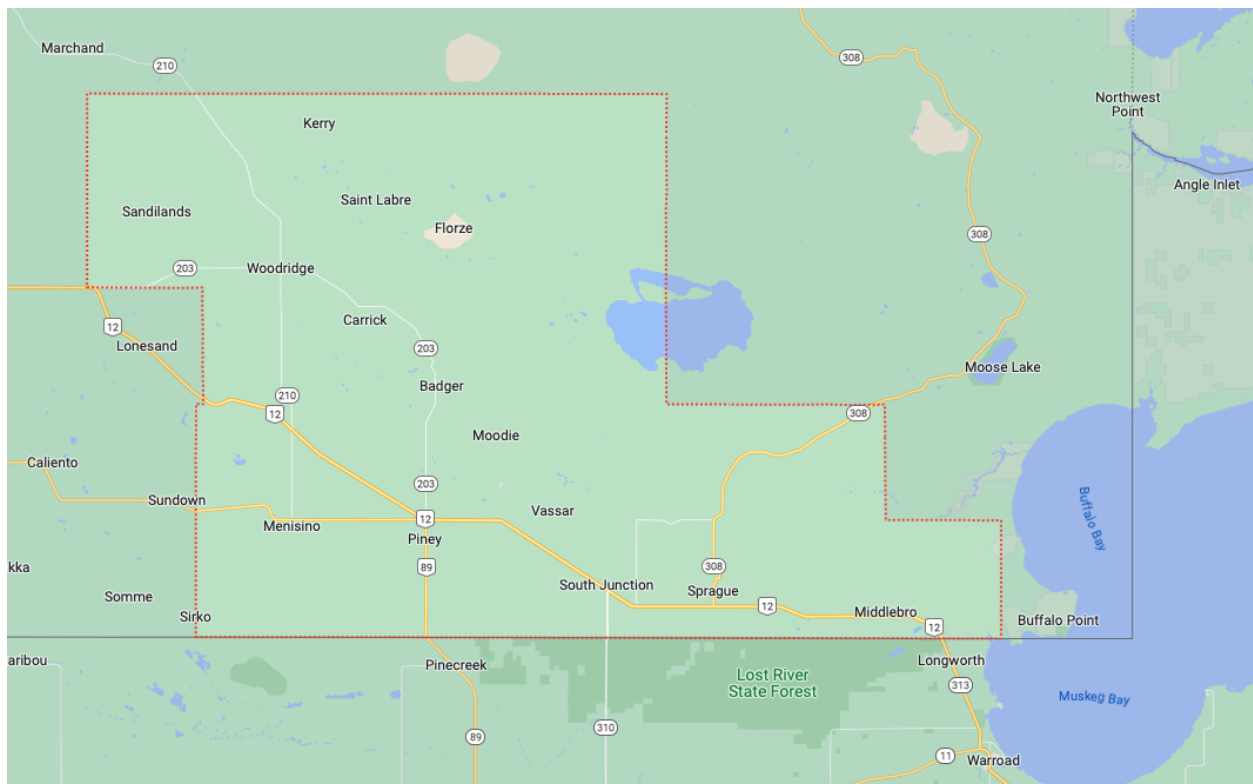 Marchand
210
308
Northwest
Point
Kerry
Angle Inlet
Saint Labre
Sandilands
Florze
308
203
Woodridge
12
Carrick
Lonesand
203
Moose Lake
Badger
210
12
308
Moodie
Caliento
203
Sundown
Vassar
Buffalo Bay
Menisino
12
Piney
kka
89
308
South Junction
Sprague
Somme
12
Middlebro
Sirko
Buffalo Point
12
aribou
Pinecreek
Longworth
Lost River
State Forest
313
Muskeg Bay
310
89
11
Warroad